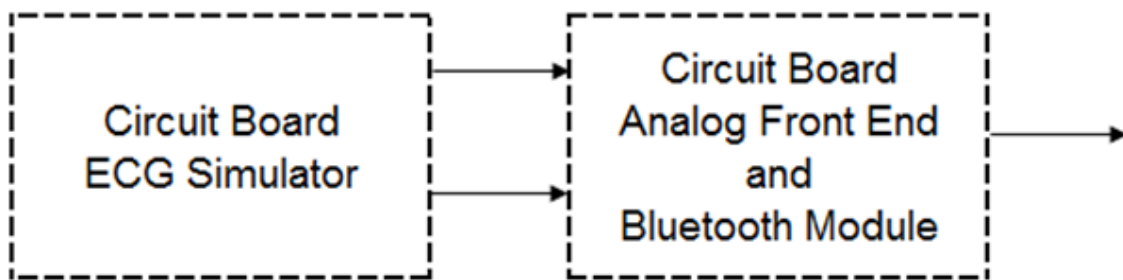 Circuit Board
ECG Simulator
Circuit Board
Analog Front End
and
Bluetooth Module